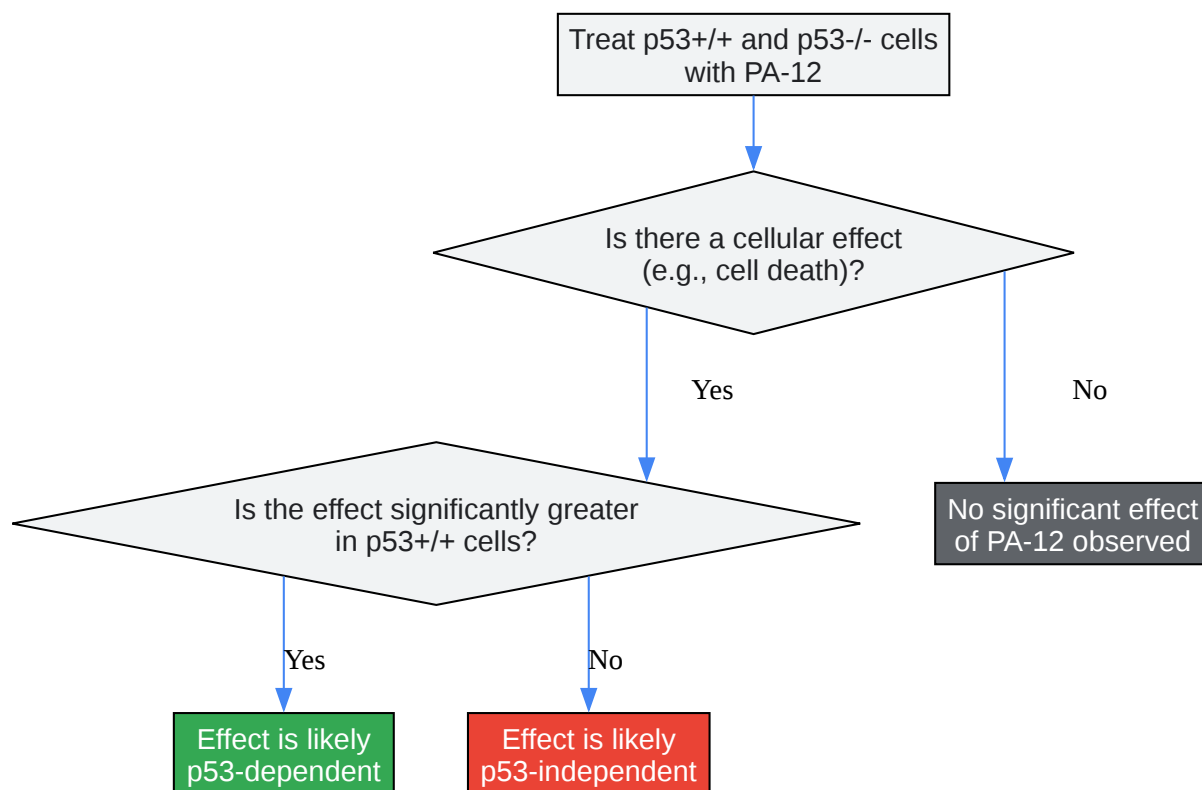 Treat p53+/+ and p53-/- cells
with PA-12
Is there a cellular effect
(e.g., cell death)?
Yes
No
Is the effect significantly greater
in p53+/+ cells?
No significant effect
of PA-12 observed
Yes
No
Effect is likely
p53-dependent
Effect is likely
p53-independent